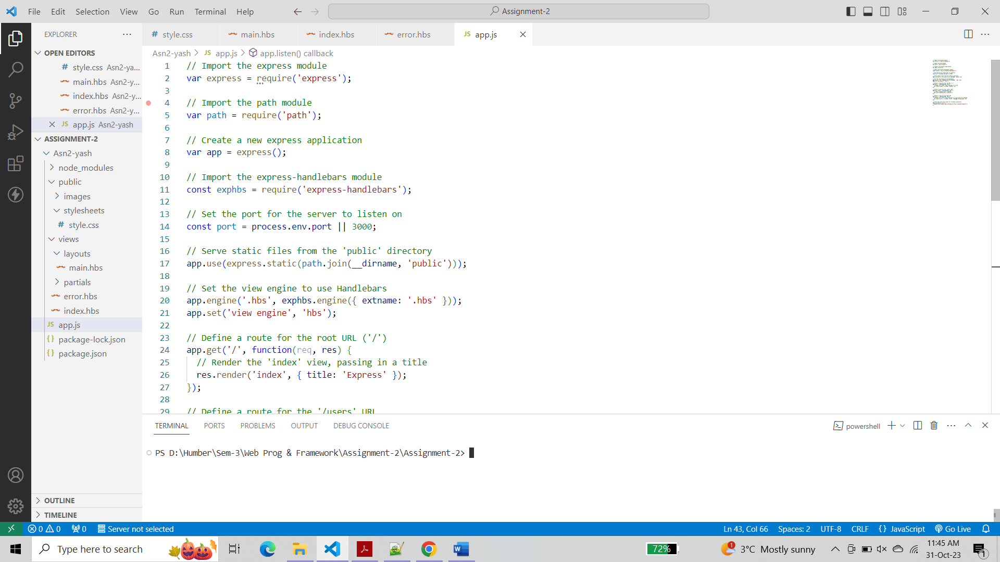 File Edit Selection View Go Run Terminal Help
Assignment-2
EXPLORER
OPEN EDITORS
# style.css Asn2-ya...
main.hbs Asn2-y...
index.hbs Asn2-y...
error.hbs Asn2-y...
JS app.js Asn2-yash
ASSIGNMENT-2
Asn2-yash
node_modules
public
images
stylesheets
# style.css
views
layouts
main.hbs
partials
error.hbs
index.hbs
JS app.js
{} package-lock.json
{} package.json
OUTLINE
TIMELINE
# style.css main.hbs index.hbs error.hbs JS app.js
Asn2-yash > JS app.js > app.listen() callback
1 // Import the express module
2 var express = require('express');
3
4 // Import the path module
5 var path = require('path');
6
7 // Create a new express application
8 var app = express();
9
10 // Import the express-handlebars module
11 const exphbs = require('express-handlebars');
12
13 // Set the port for the server to listen on
14 const port = process.env.port || 3000;
15
16 // Serve static files from the 'public' directory
17 app.use(express.static(path.join(__dirname, 'public')));
18
19 // Set the view engine to use Handlebars
20 app.engine('.hbs', exphbs.engine({ extname: '.hbs' }));
21 app.set('view engine', 'hbs');
22
23 // Define a route for the root URL ('/')
24 app.get('/', function(req, res) {
25 // Render the 'index' view, passing in a title
26 res.render('index', { title: 'Express' });
27 });
28
29 // Define a route for the '/users' URL
TERMINAL PORTS PROBLEMS OUTPUT DEBUG CONSOLE
powershell
PS D:\Humber\Sem-3\Web Prog & Framework\Assignment-2\Assignment-2>
0 0 0 Server not selected
Ln 43, Col 66 Spaces: 2 UTF-8 CRLF {} JavaScript Go Live
Type here to search
72%
1
3°C Mostly sunny
11:45 AM
31-Oct-23
1